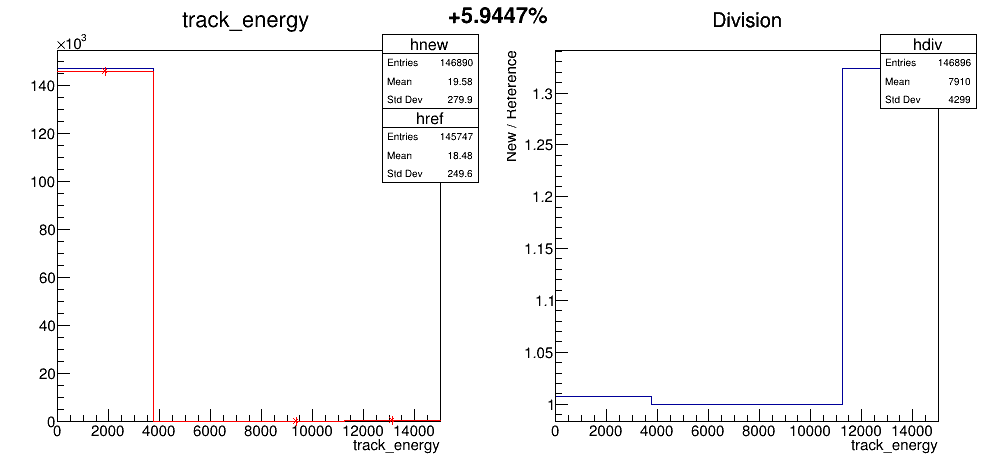 track_energy
+5.9447%
Division
×10³
hnew
Entries 146890
Mean 19.58
Std Dev 279.9
href
Entries 145747
Mean 18.48
Std Dev 249.6
140
120
100
80
60
40
20
0
0 2000 4000 6000 8000 10000 12000 14000
track_energy
hdiv
Entries 146896
Mean 7910
Std Dev 4299
New / Reference
1.3
1.25
1.2
1.15
1.1
1.05
1
0 2000 4000 6000 8000 10000 12000 14000
track_energy